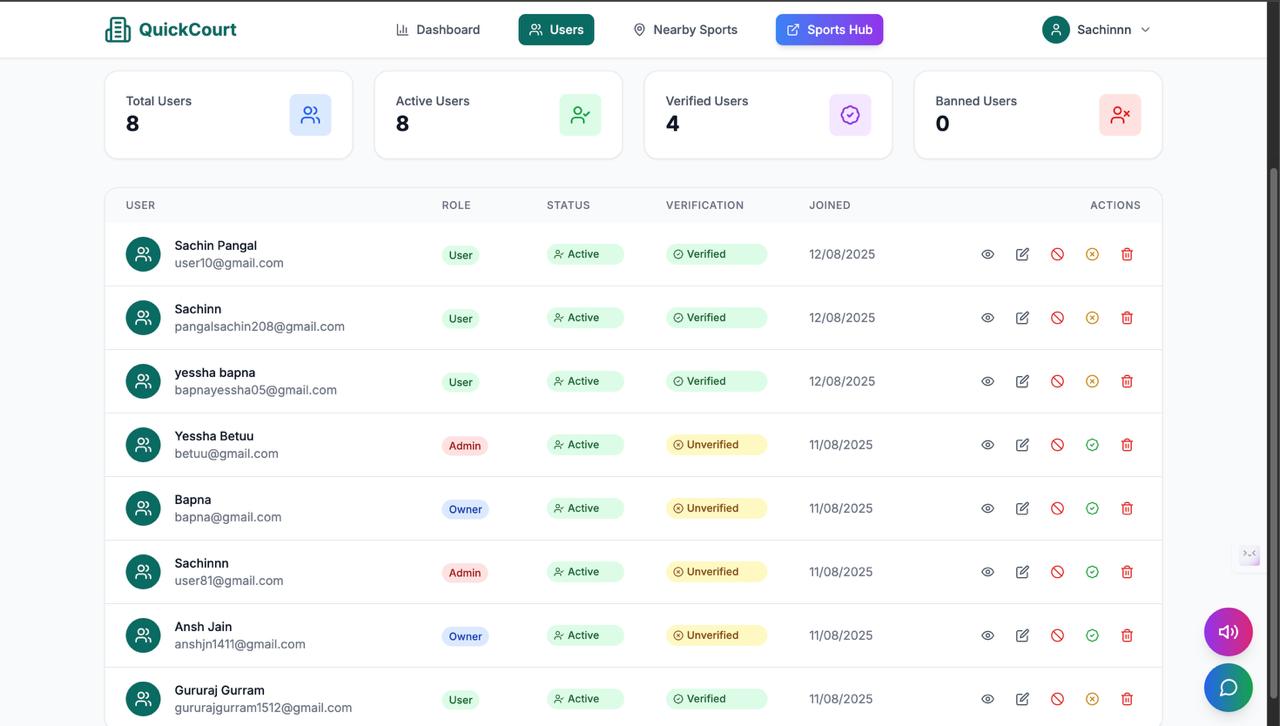 QuickCourt
Dashboard
Users
Nearby Sports
Sports Hub
Sachinnn
Total Users
8
Active Users
8
Verified Users
4
Banned Users
0
USER ROLE STATUS VERIFICATION JOINED ACTIONS
Sachin Pangal
user10@gmail.com
User Active Verified 12/08/2025
Sachinn
pangalsachin208@gmail.com
User Active Verified 12/08/2025
yessha bapna
bapnayessha05@gmail.com
User Active Verified 12/08/2025
Yessha Betuu
betuu@gmail.com
Admin Active Unverified 11/08/2025
Bapna
bapna@gmail.com
Owner Active Unverified 11/08/2025
Sachinnn
user81@gmail.com
Admin Active Unverified 11/08/2025
Ansh Jain
anshjn1411@gmail.com
Owner Active Unverified 11/08/2025
Gururaj Gurram
gururajgurram1512@gmail.com
User Active Verified 11/08/2025